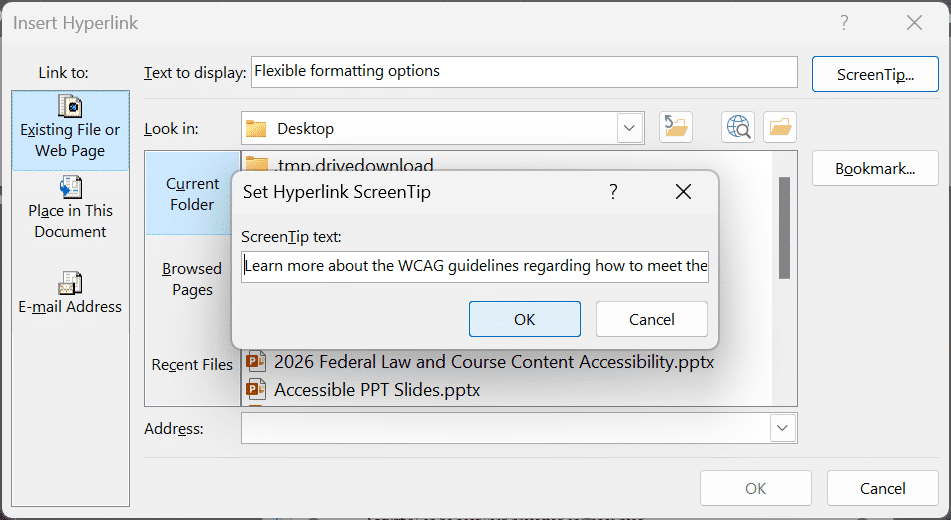 Insert Hyperlink
?
Link to:
Text to display:
Flexible formatting options
ScreenTip...
Existing File or
Web Page
Look in:
Desktop
.tmp.drivedownload
Bookmark...
Current
Folder
Place in This
Document
Browsed
Pages
E-mail Address
Set Hyperlink ScreenTip
?
ScreenTip text:
Learn more about the WCAG guidelines regarding how to meet the
OK
Cancel
Recent Files
2026 Federal Law and Course Content Accessibility.pptx
Accessible PPT Slides.pptx
Address:
OK
Cancel